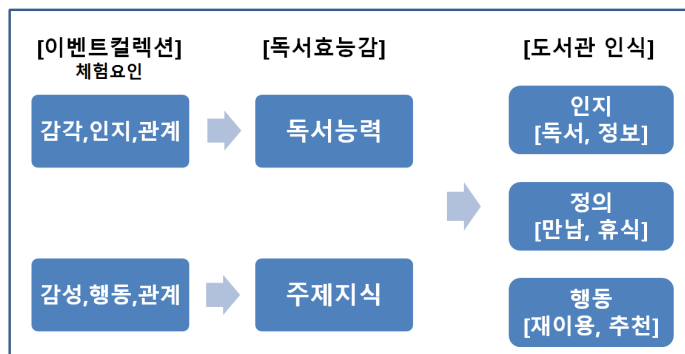 [이벤트컬렉션]
체험요인
[독서효능감]
[도서관 인식]
감각,인지,관계
독서능력
인지
[독서, 정보]
정의
[만남, 휴식]
감성,행동,관계
주제지식
행동
[재이용, 추천]